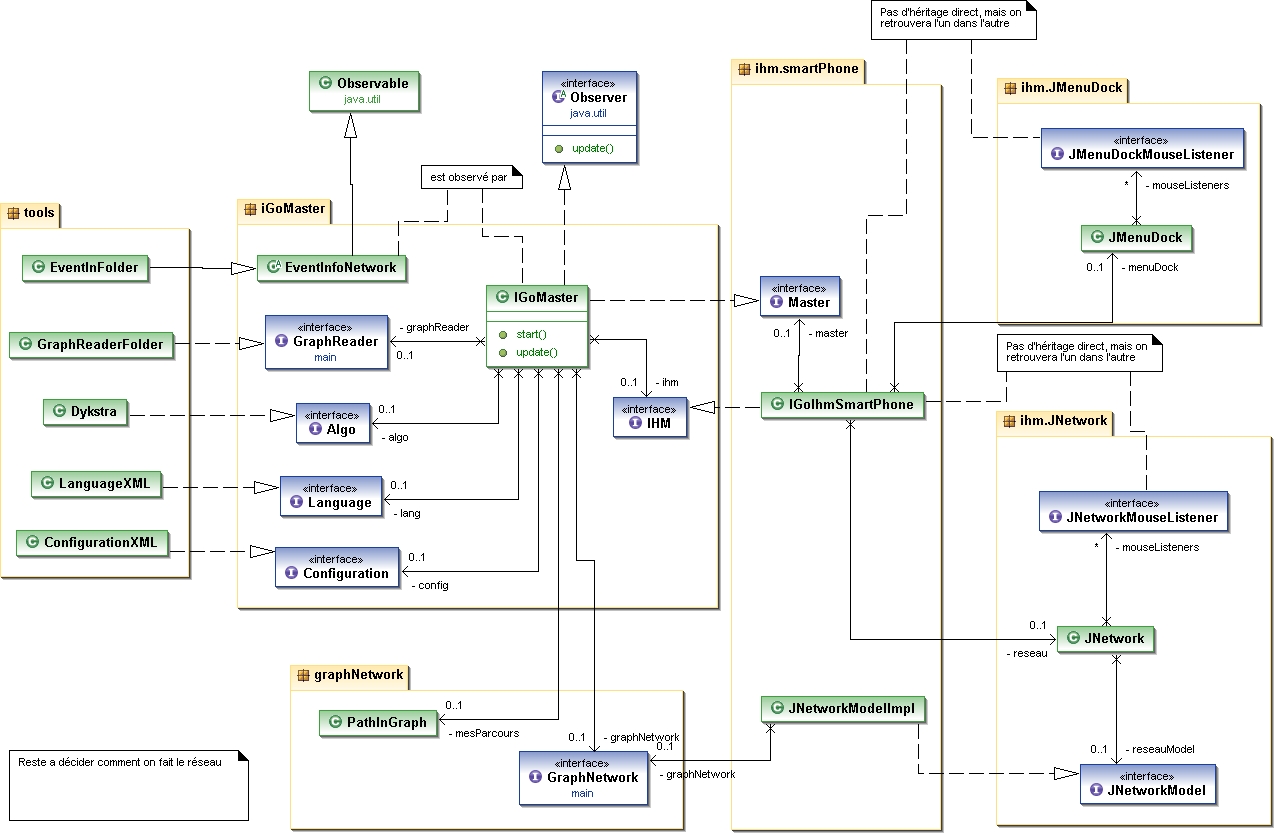 Pas d'héritage direct, mais on
retrouvera l'un dans l'autre
Observable
java.util
«interface»
Observer
java.util
update()
est observé par
tools
EventInFolder
GraphReaderFolder
Dykstra
LanguageXML
ConfigurationXML
iGoMaster
EventInfoNetwork
«interface»
GraphReader
main
- graphReader
0..1
IGoMaster
start()
update()
«interface»
Algo
0..1
- algo
«interface»
Language
0..1
- lang
«interface»
Configuration
0..1
- config
0..1
- ihm
«interface»
IHM
ihm.smartPhone
«interface»
Master
0..1
- master
IGoIhmSmartPhone
JNetworkModelImpl
ihm.JMenuDock
«interface»
JMenuDockMouseListener
*
- mouseListeners
JMenuDock
0..1
- menuDock
Pas d'héritage direct, mais on
retrouvera l'un dans l'autre
ihm.JNetwork
«interface»
JNetworkMouseListener
*
- mouseListeners
0..1
- reseau
JNetwork
0..1
- reseauModel
«interface»
JNetworkModel
graphNetwork
PathInGraph
0..1
- mesParcours
0..1
- graphNetwork
0..1
- graphNetwork
«interface»
GraphNetwork
main
Reste a décider comment on fait le réseau